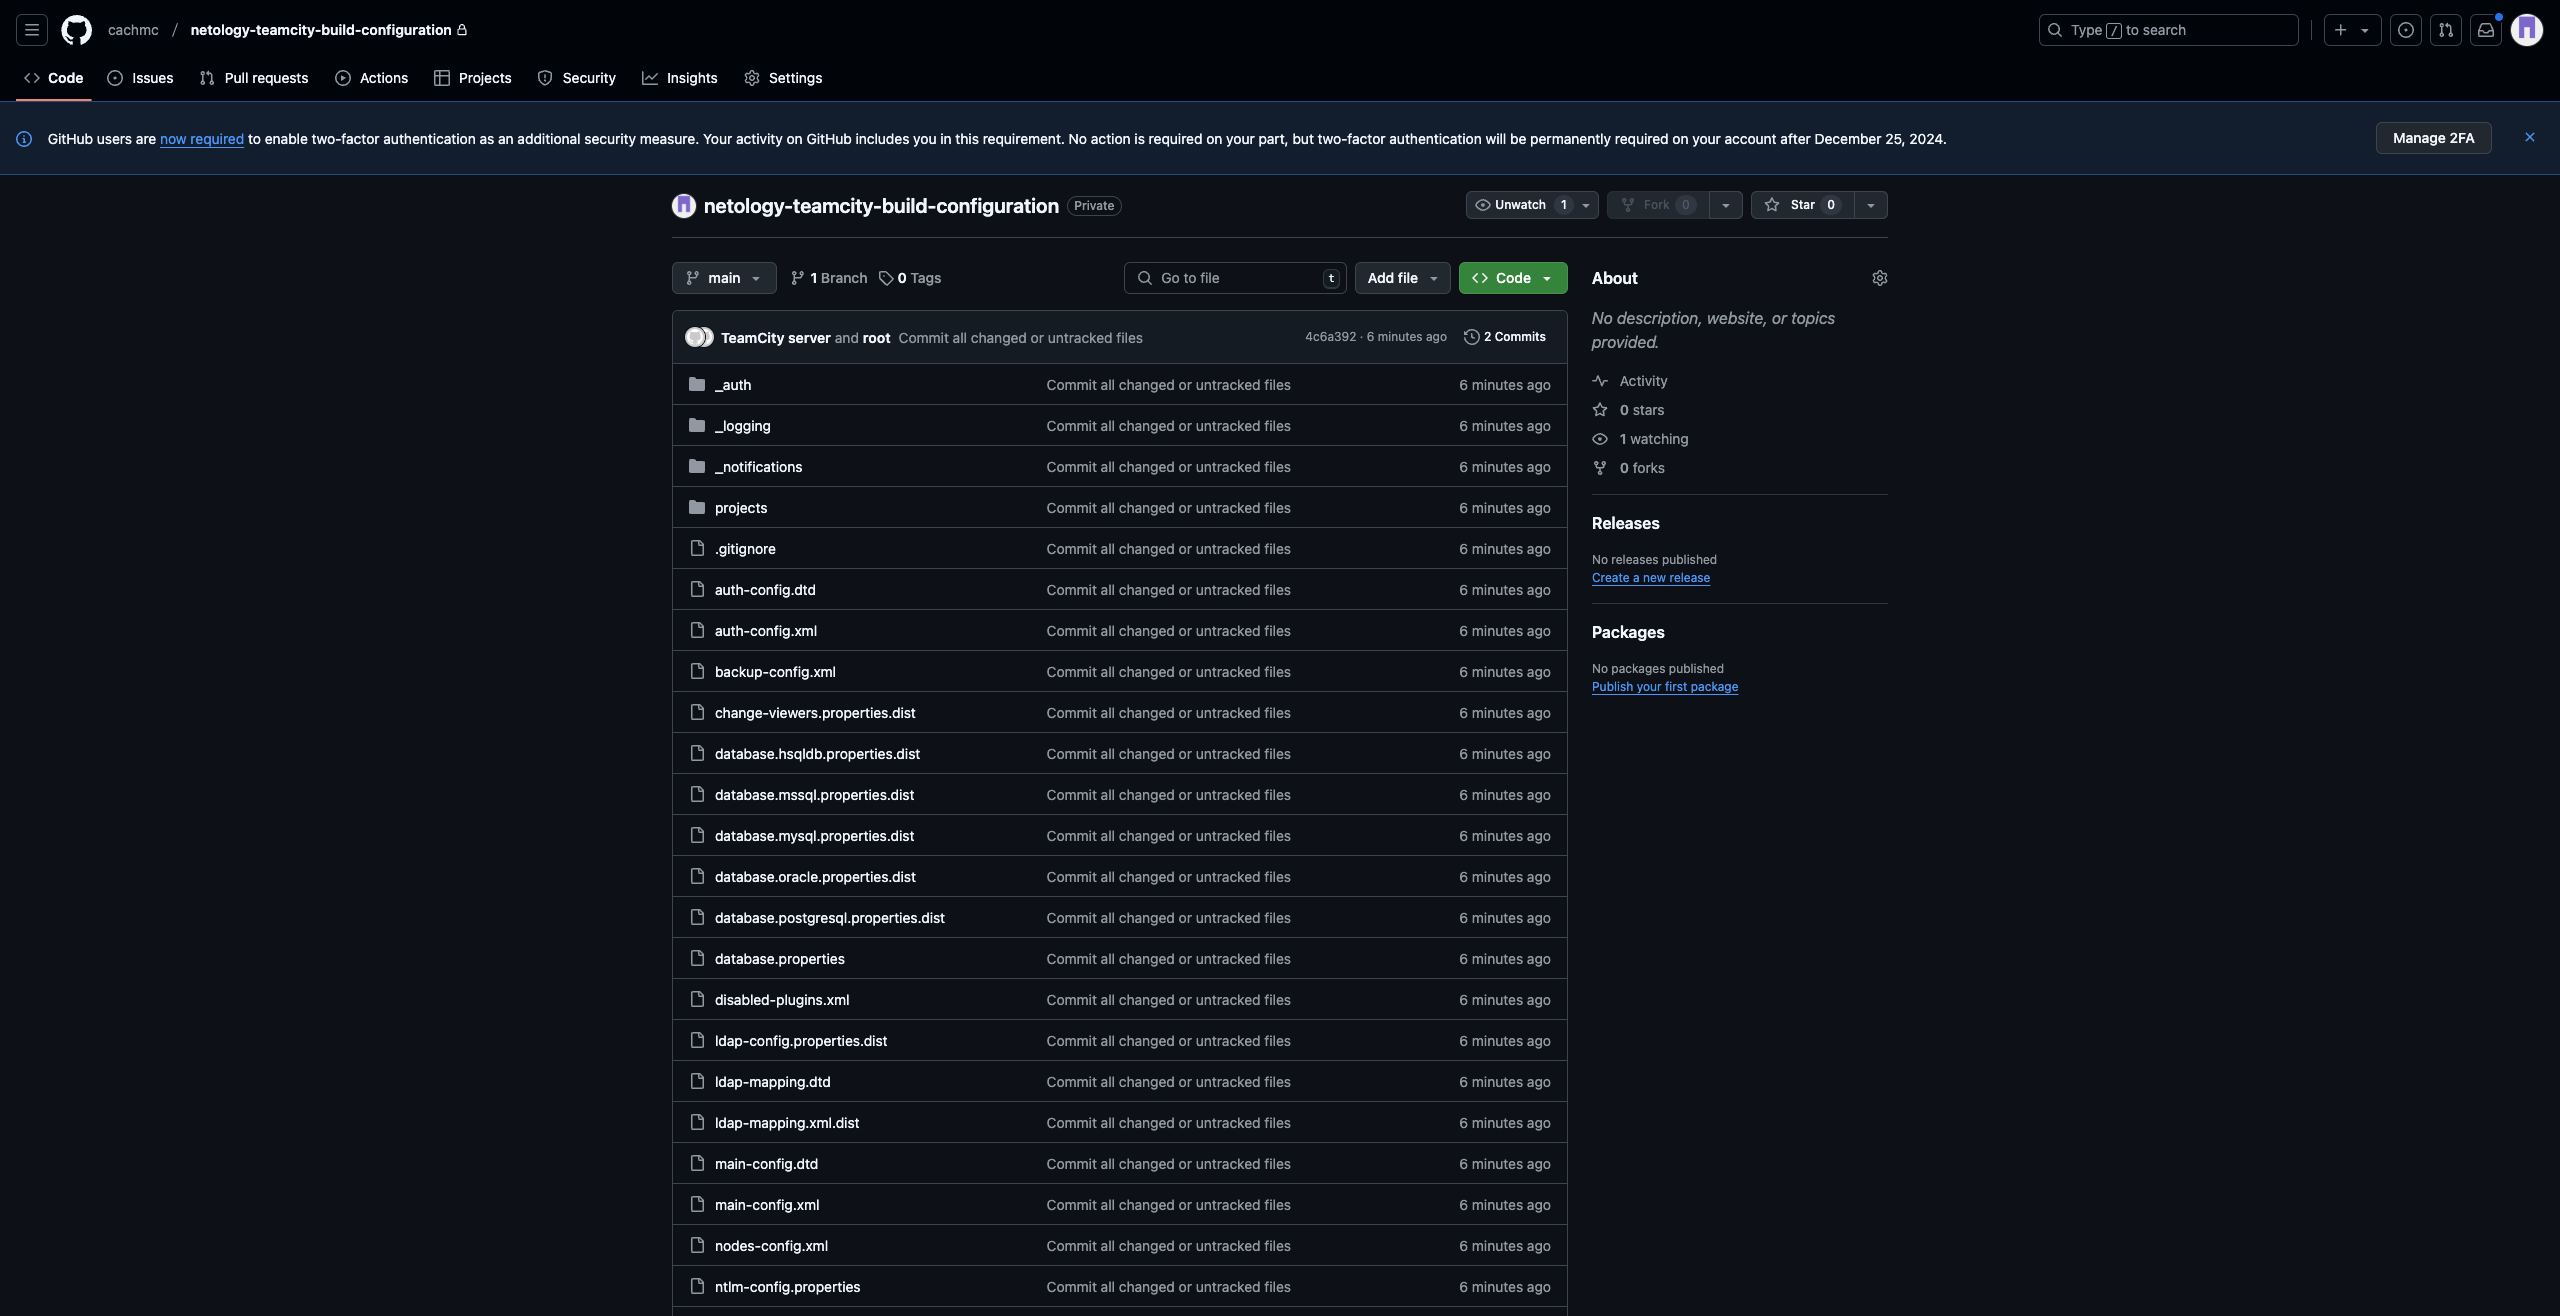 cachmc / netology-teamcity-build-configuration
Type / to search
Code Issues Pull requests Actions Projects Security Insights Settings
GitHub users are now required to enable two-factor authentication as an additional security measure. Your activity on GitHub includes you in this requirement. No action is required on your part, but two-factor authentication will be permanently required on your account after December 25, 2024.
Manage 2FA
netology-teamcity-build-configuration Private
Unwatch 1 Fork 0 Star 0
main 1 Branch 0 Tags
Go to file t Add file Code
TeamCity server and root Commit all changed or untracked files 4c6a392 · 6 minutes ago 2 Commits
_auth Commit all changed or untracked files 6 minutes ago
_logging Commit all changed or untracked files 6 minutes ago
_notifications Commit all changed or untracked files 6 minutes ago
projects Commit all changed or untracked files 6 minutes ago
.gitignore Commit all changed or untracked files 6 minutes ago
auth-config.dtd Commit all changed or untracked files 6 minutes ago
auth-config.xml Commit all changed or untracked files 6 minutes ago
backup-config.xml Commit all changed or untracked files 6 minutes ago
change-viewers.properties.dist Commit all changed or untracked files 6 minutes ago
database.hsqldb.properties.dist Commit all changed or untracked files 6 minutes ago
database.mssql.properties.dist Commit all changed or untracked files 6 minutes ago
database.mysql.properties.dist Commit all changed or untracked files 6 minutes ago
database.oracle.properties.dist Commit all changed or untracked files 6 minutes ago
database.postgresql.properties.dist Commit all changed or untracked files 6 minutes ago
database.properties Commit all changed or untracked files 6 minutes ago
disabled-plugins.xml Commit all changed or untracked files 6 minutes ago
ldap-config.properties.dist Commit all changed or untracked files 6 minutes ago
ldap-mapping.dtd Commit all changed or untracked files 6 minutes ago
ldap-mapping.xml.dist Commit all changed or untracked files 6 minutes ago
main-config.dtd Commit all changed or untracked files 6 minutes ago
main-config.xml Commit all changed or untracked files 6 minutes ago
nodes-config.xml Commit all changed or untracked files 6 minutes ago
ntlm-config.properties Commit all changed or untracked files 6 minutes ago
About
No description, website, or topics
provided.
Activity
0 stars
1 watching
0 forks
Releases
No releases published
Create a new release
Packages
No packages published
Publish your first package